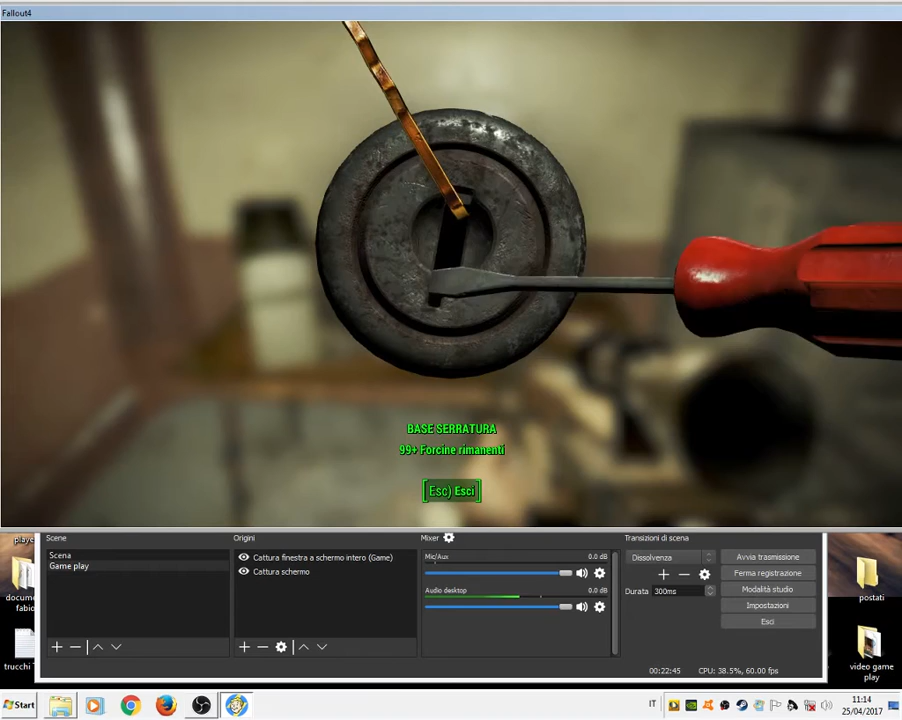 Fallout4
BASE SERRATURA
99+ Forcine rimanenti
Esc) Esci
Scene
Scena
Game play
Origini
Cattura finestra a schermo intero (Game)
Cattura schermo
Mixer
Mic/Aux 0.0 dB
Audio desktop 0.0 dB
Transizioni di scena
Dissolvenza
Durata 300ms
Avvia trasmissione
Ferma registrazione
Modalità studio
Impostazioni
Esci
00:22:45 CPU: 38.5%, 60.00 fps
docume
fabio
trucchi
postati
video game
play
Start
IT
11:14
25/04/2017